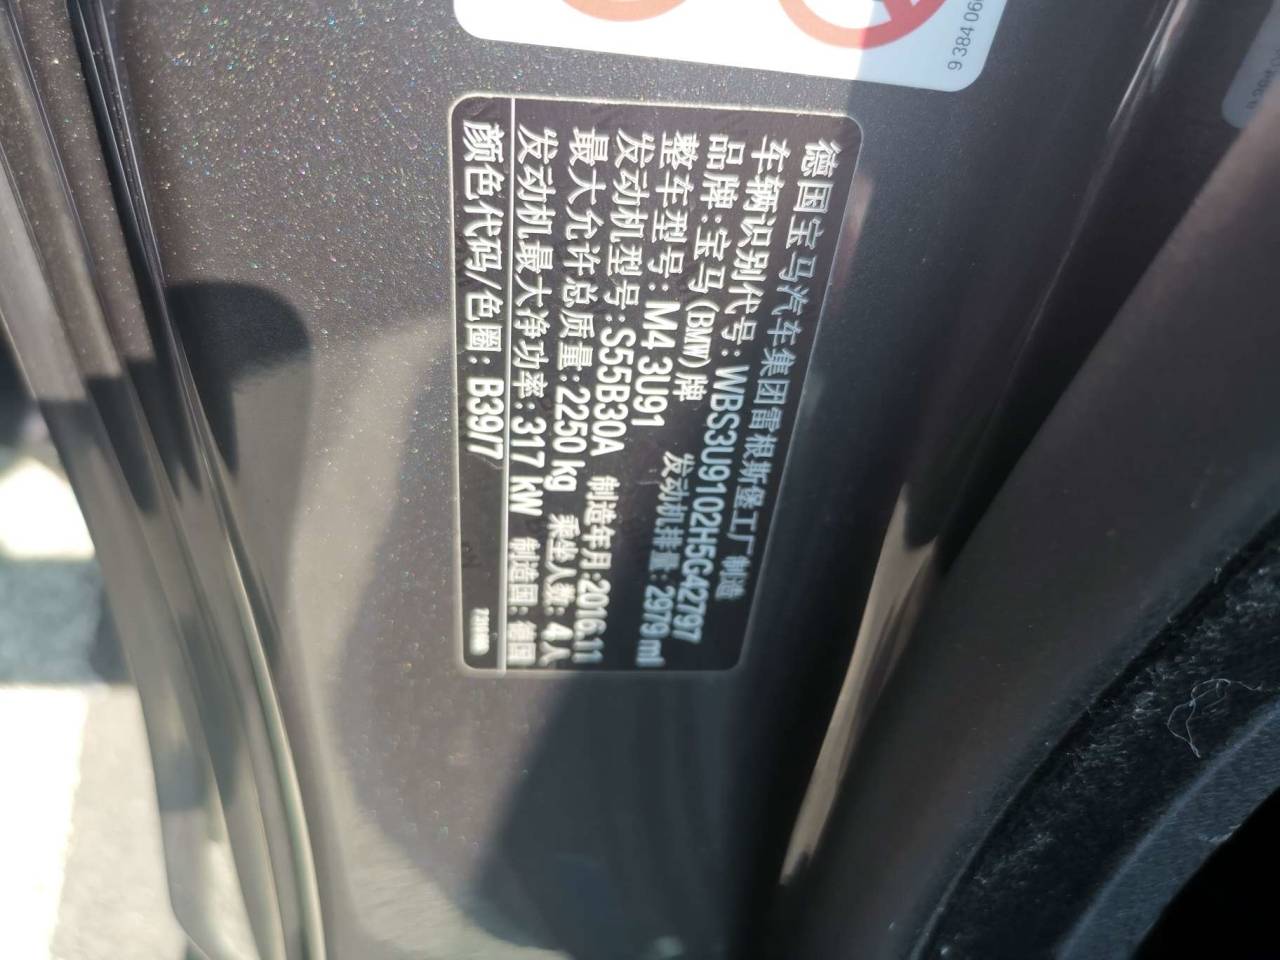 德国宝马汽车集团雷根斯堡工厂制造
车辆识别代号: WBS3U9102H5G42797
品牌: 宝马(BMW)牌 发动机排量: 2979 ml
整车型号: M43U91
发动机型号: S55B30A 制造年月: 2016.11
最大允许总质量: 2250 kg 乘坐人数: 4人
发动机最大净功率: 317 kW 制造国: 德国
颜色代码/色圈: B39/7
9 384 06